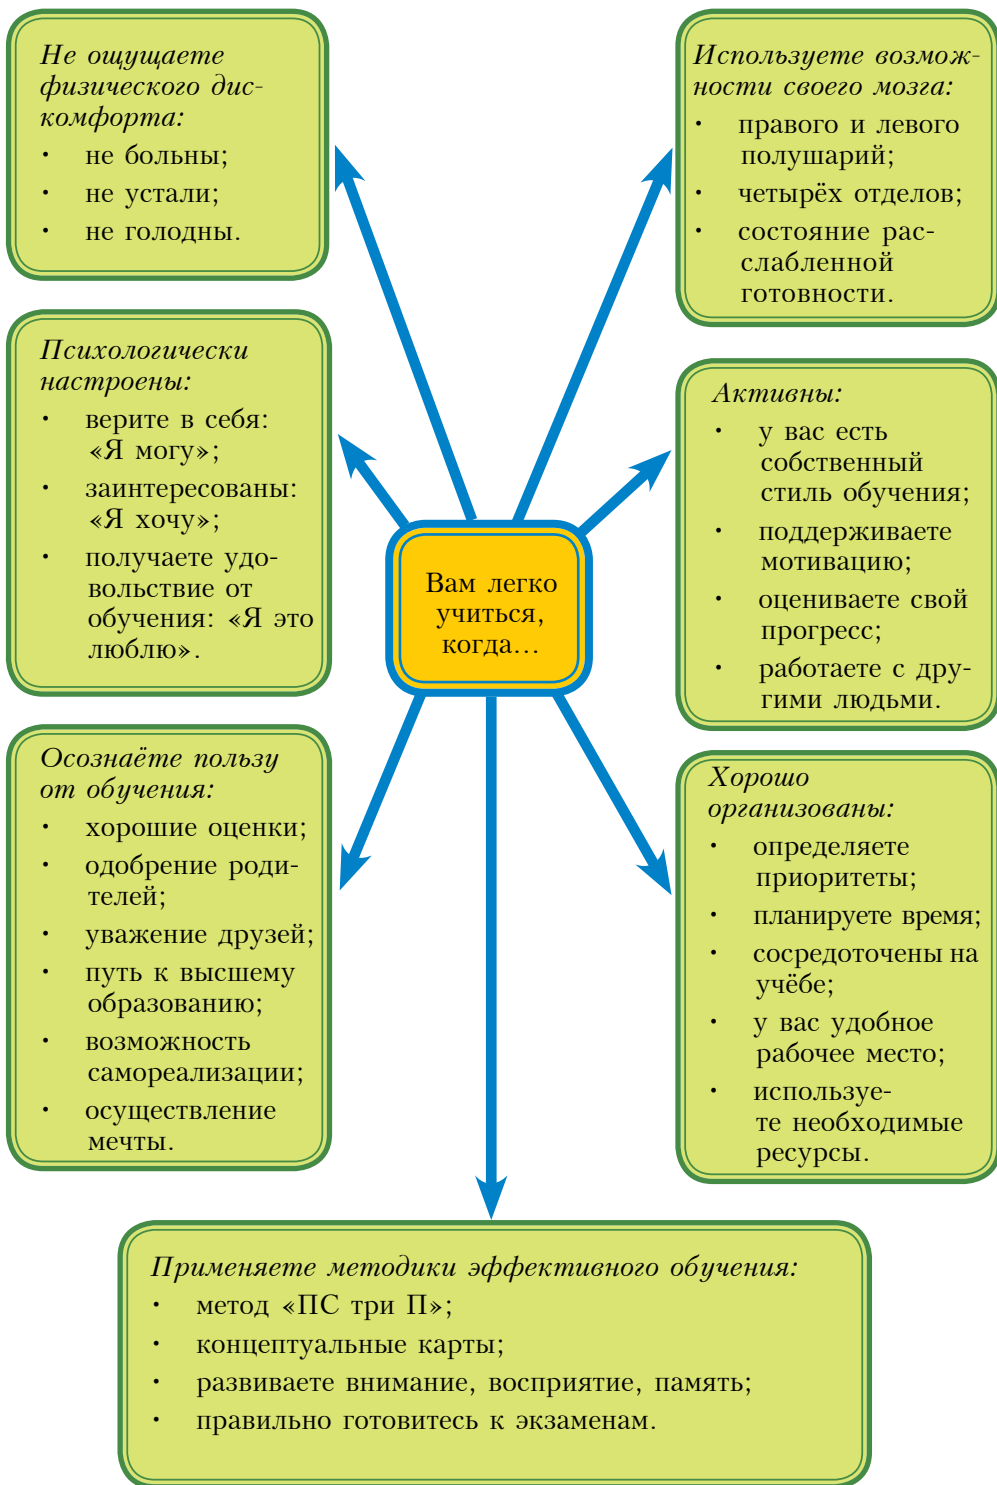 Не ощущаете
физического дис-
комфорта:
· не больны;
· не устали;
· не голодны.
Используете возмож-
ности своего мозга:
· правого и левого
полушарий;
· четырёх отделов;
· состояние рас-
слабленной
готовности.
Психологически
настроены:
· верите в себя:
«Я могу»;
· заинтересованы:
«Я хочу»;
· получаете удо-
вольствие от
обучения: «Я это
люблю».
Активны:
· у вас есть
собственный
стиль обучения;
· поддерживаете
мотивацию;
· оцениваете свой
прогресс;
· работаете с дру-
гими людьми.
Вам легко
учиться,
когда...
Осознаёте пользу
от обучения:
· хорошие оценки;
· одобрение роди-
телей;
· уважение друзей;
· путь к высшему
образованию;
· возможность
самореализации;
· осуществление
мечты.
Хорошо
организованы:
· определяете
приоритеты;
· планируете время;
· сосредоточены на
учёбе;
· у вас удобное
рабочее место;
· используе-
те необходимые
ресурсы.
Применяете методики эффективного обучения:
· метод «ПС три П»;
· концептуальные карты;
· развиваете внимание, восприятие, память;
· правильно готовитесь к экзаменам.